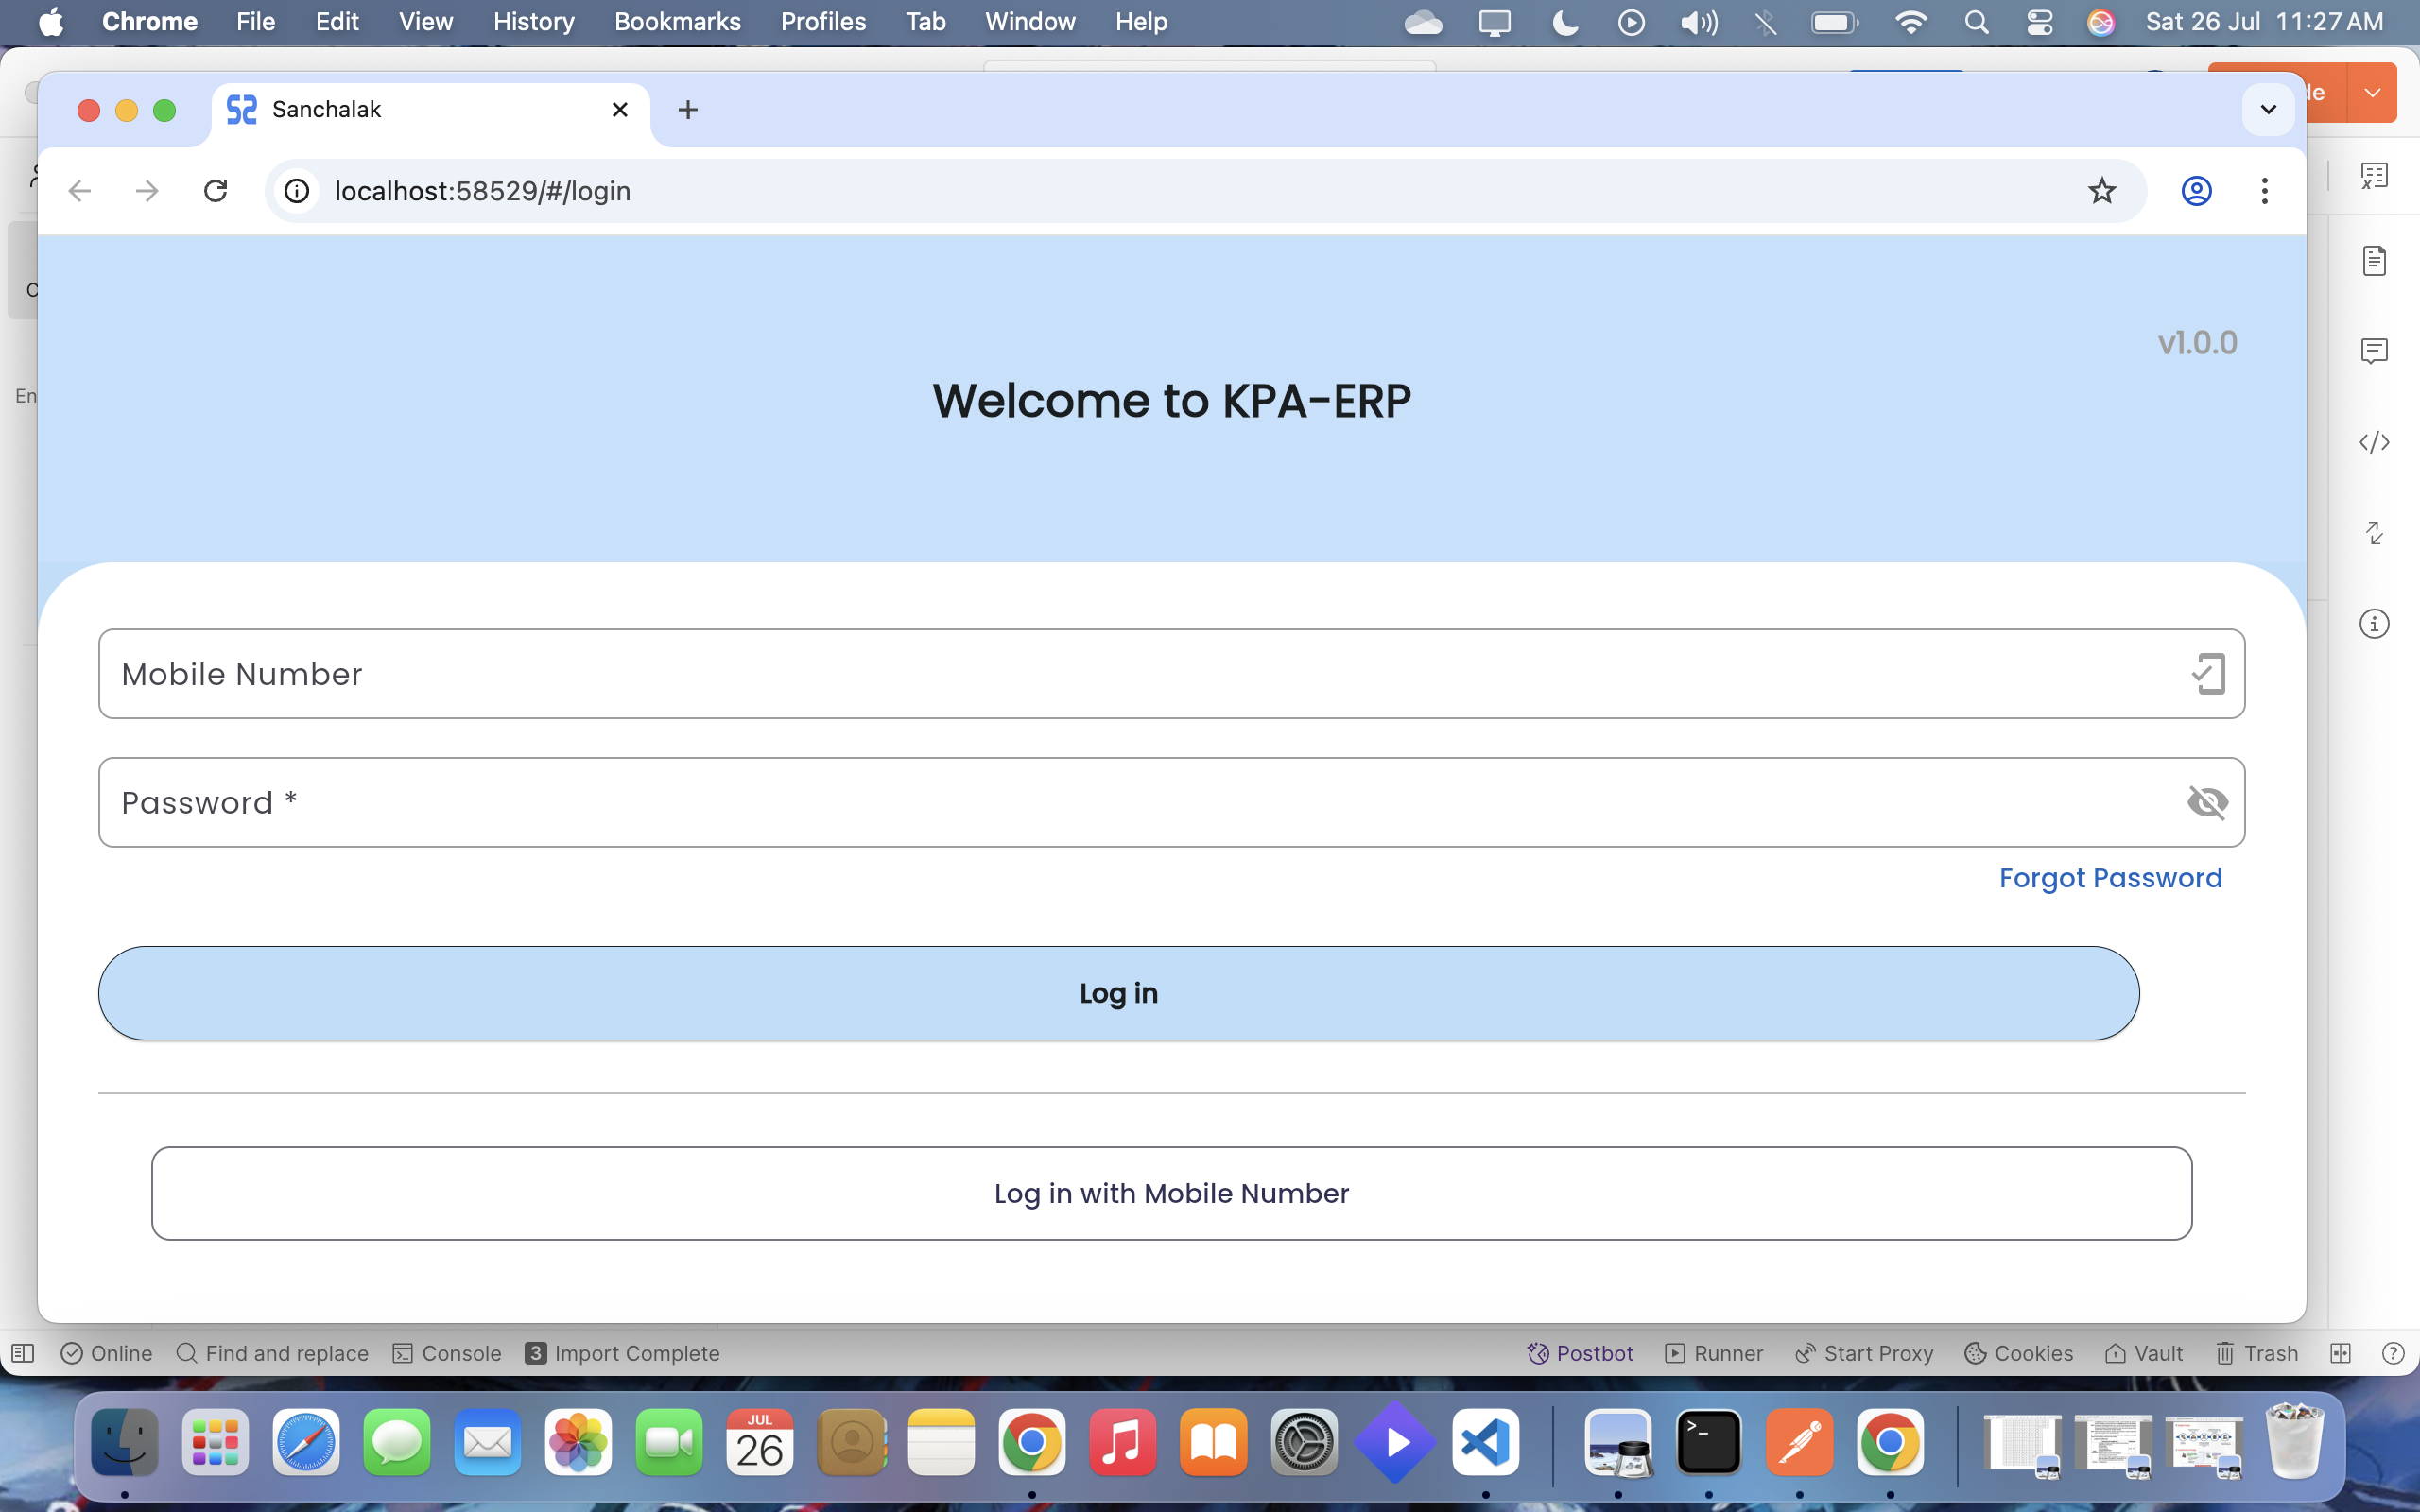 Chrome File Edit View History Bookmarks Profiles Tab Window Help Sat 26 Jul 11:27 AM
Sanchalak
localhost:58529/#/login
v1.0.0
Welcome to KPA-ERP
En
Mobile Number
Password *
Forgot Password
Log in
Log in with Mobile Number
Online Find and replace Console 3 Import Complete Postbot Runner Start Proxy Cookies Vault Trash
JUL
26